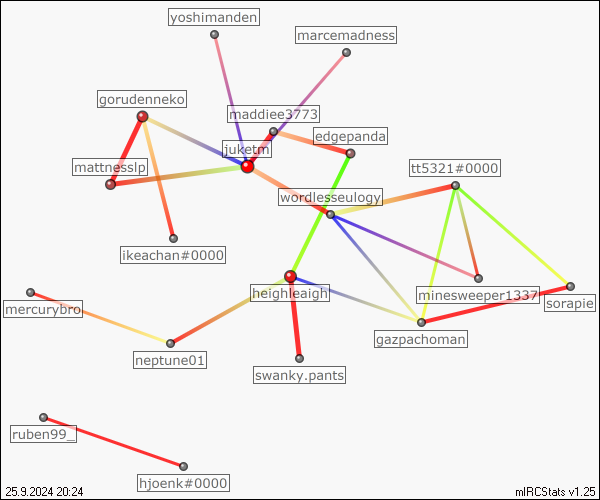 yoshimanden
marcemadness
gorudenneko
maddiee3773
edgepanda
juketm
mattnesslp
tt5321#0000
wordlesseulogy
ikeachan#0000
heighleaigh
minesweeper1337
sorapie
mercurybro
gazpachoman
neptune01
swanky.pants
ruben99_
hjoenk#0000
25.9.2024 20:24
mIRCStats v1.25